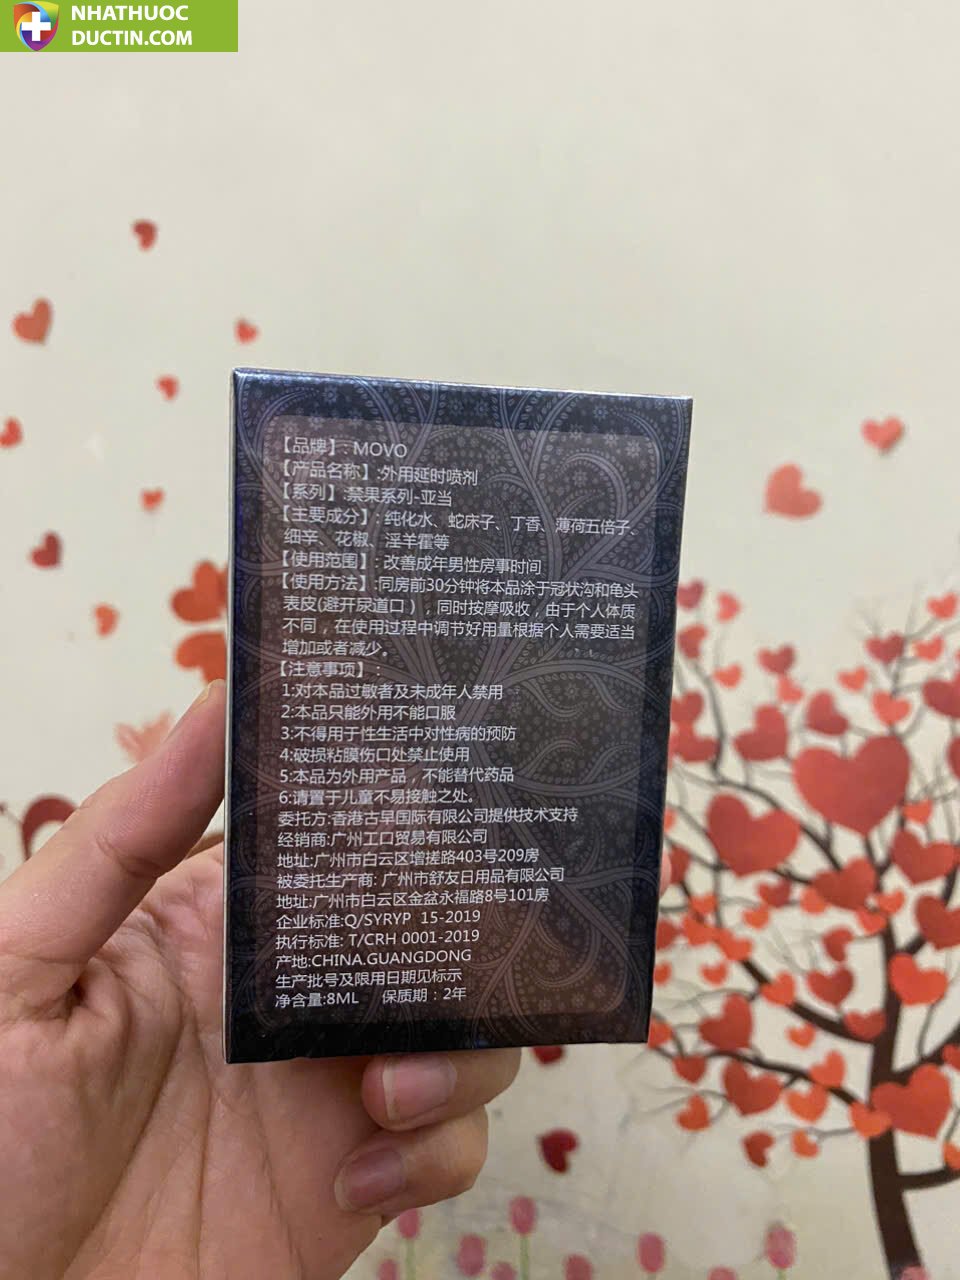 NHATHUOC
DUCTIN.COM
【品牌】: MOVO
【产品名称】:外用延时喷剂
【系列】:禁果系列-亚当
【主要成分】: 纯化水、蛇床子、丁香、薄荷五倍子、
细辛、花椒、淫羊霍等
【使用范围】: 改善成年男性房事时间
【使用方法】:同房前30分钟将本品涂于冠状沟和龟头
表皮(避开尿道口），同时按摩吸收，由于个人体质
不同，在使用过程中调节好用量根据个人需要适当
增加或者减少。
【注意事项】:
1:对本品过敏者及未成年人禁用
2:本品只能外用不能口服
3:不得用于性生活中对性病的预防
4:破损粘膜伤口处禁止使用
5:本品为外用产品，不能替代药品
6:请置于儿童不易接触之处。
委托方:香港古早国际有限公司提供技术支持
经销商:广州工口贸易有限公司
地址:广州市白云区增搓路403号209房
被委托生产商: 广州市舒友日用品有限公司
地址:广州市白云区金盆永福路8号101房
企业标准:Q/SYRYP 15-2019
执行标准: T/CRH 0001-2019
产地:CHINA.GUANGDONG
生产批号及限用日期见标示
净含量:8ML 保质期：2年